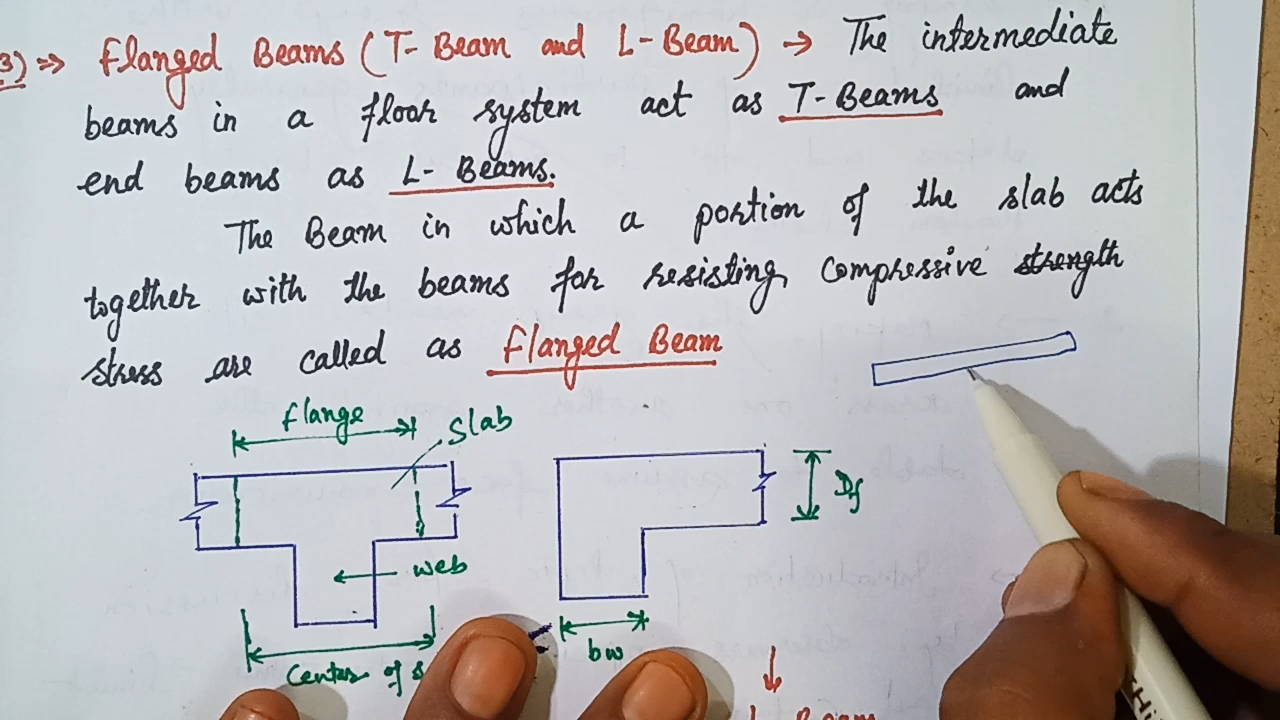 3) ⇒ Flanged Beams (T-Beam and L-Beam) → The intermediate
beams in a floor system act as T-Beams and
end beams as L-Beams.
The Beam in which a portion of the slab acts
together with the beams for resisting compressive strength
stress are called as Flanged Beam
flange
Slab
Df
web
bw
Center of s